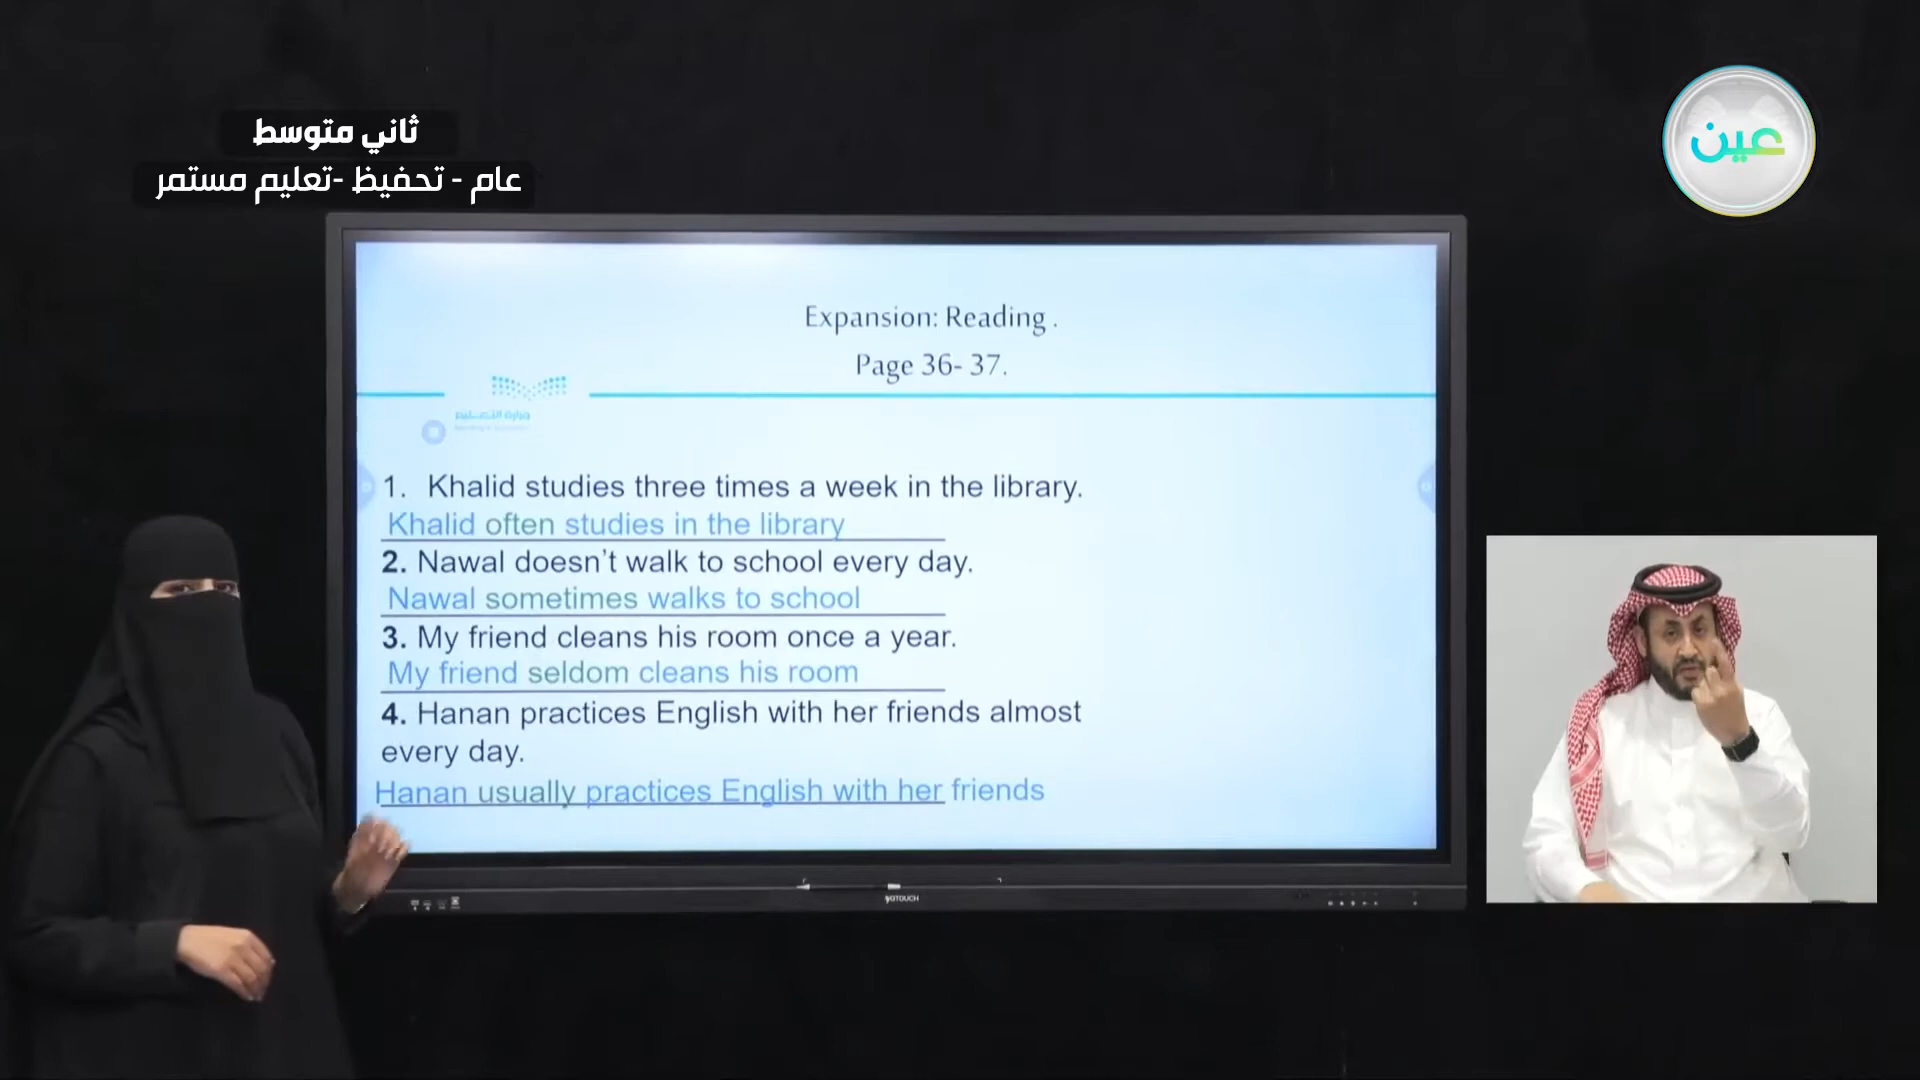 ثاني متوسط
عام - تحفيظ -تعليم مستمر
عين
Expansion: Reading .
Page 36- 37.
وزارة التعـليم
1. Khalid studies three times a week in the library.
Khalid often studies in the library
2. Nawal doesn't walk to school every day.
Nawal sometimes walks to school
3. My friend cleans his room once a year.
My friend seldom cleans his room
4. Hanan practices English with her friends almost
every day.
Hanan usually practices English with her friends